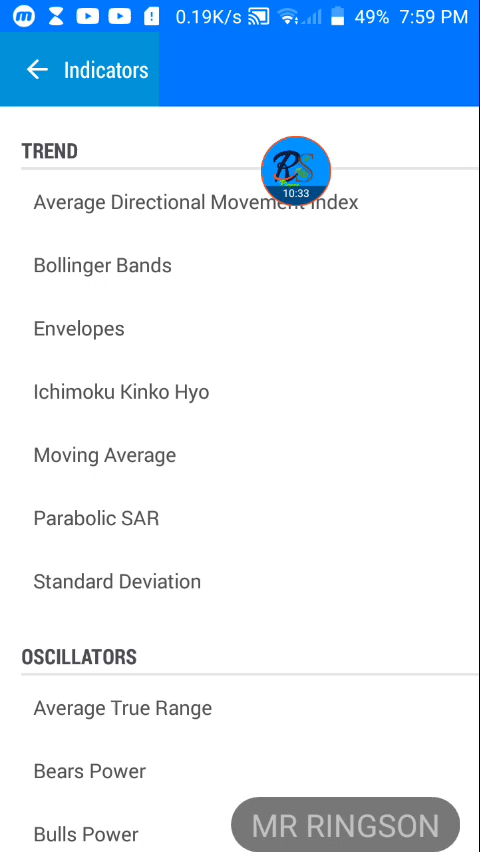 0.19K/s 49% 7:59 PM
Indicators
TREND
RS
10:33
Average Directional Movement Index
Bollinger Bands
Envelopes
Ichimoku Kinko Hyo
Moving Average
Parabolic SAR
Standard Deviation
OSCILLATORS
Average True Range
Bears Power
Bulls Power
MR RINGSON